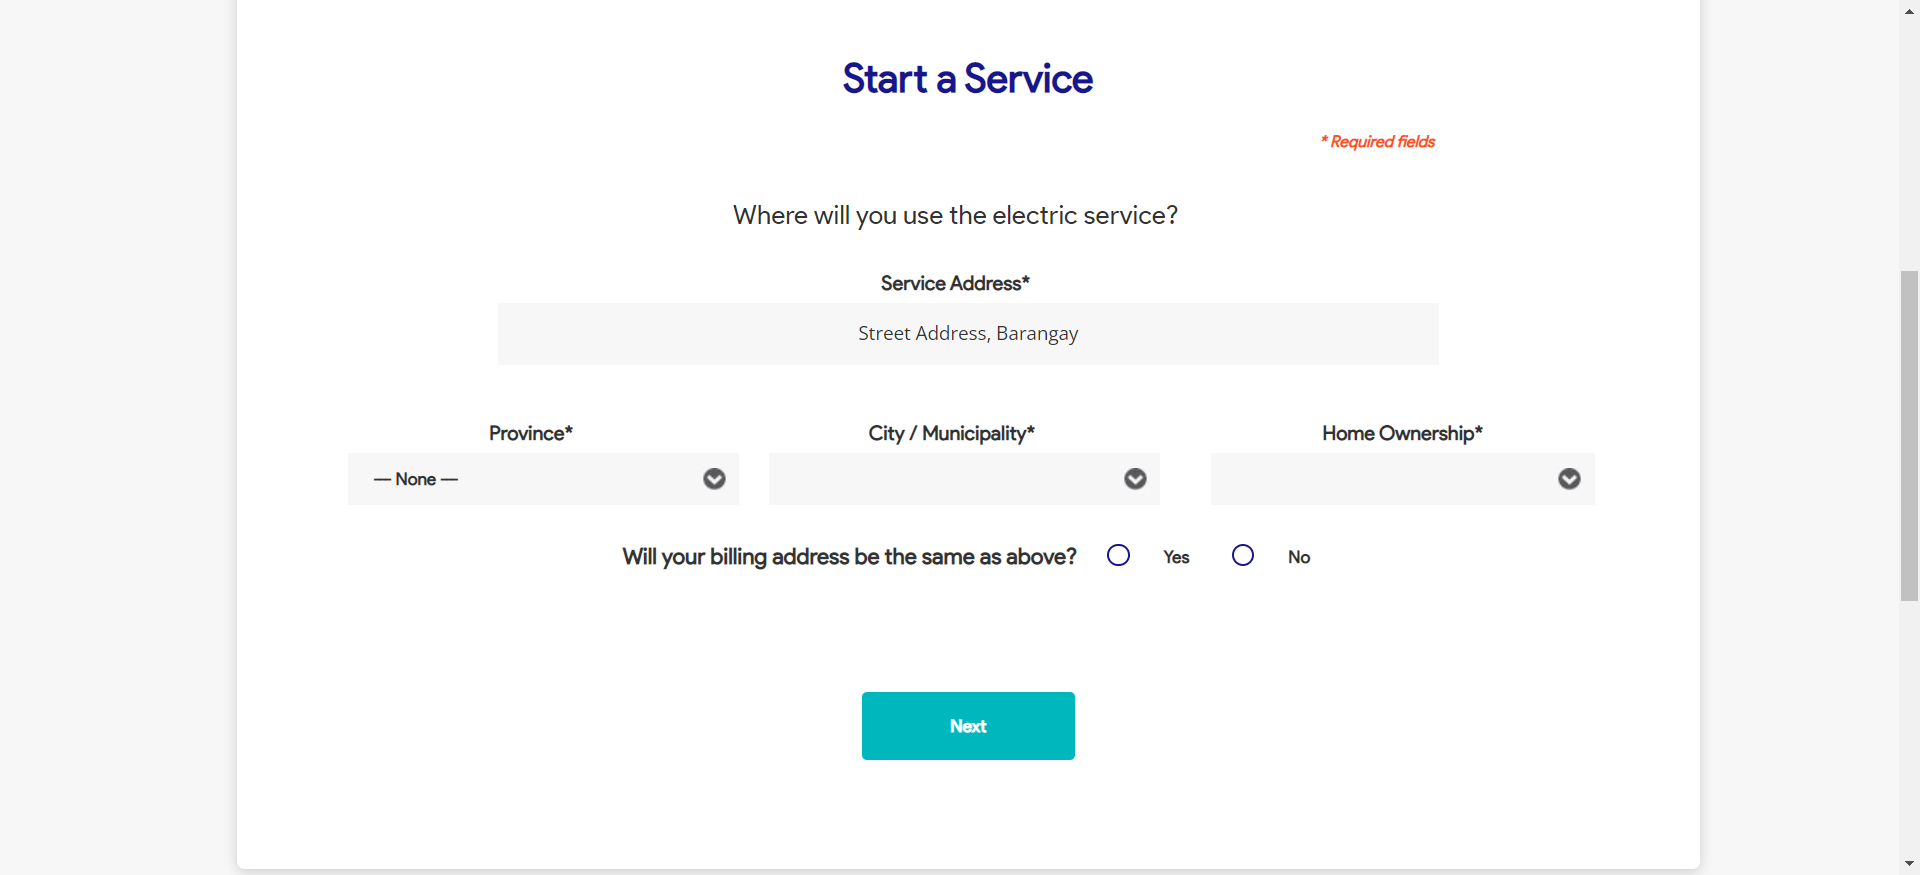 Start a Service
* Required fields
Where will you use the electric service?
Service Address*
Street Address, Barangay
Province* City / Municipality* Home Ownership*
— None —
Will your billing address be the same as above? Yes No
Next